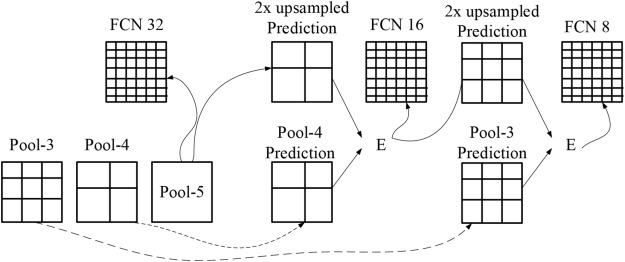 FCN 32
2x upsampled
Prediction
FCN 16
2x upsampled
Prediction
FCN 8
Pool-3
Pool-4
Pool-5
Pool-4
Prediction
E
Pool-3
Prediction
E